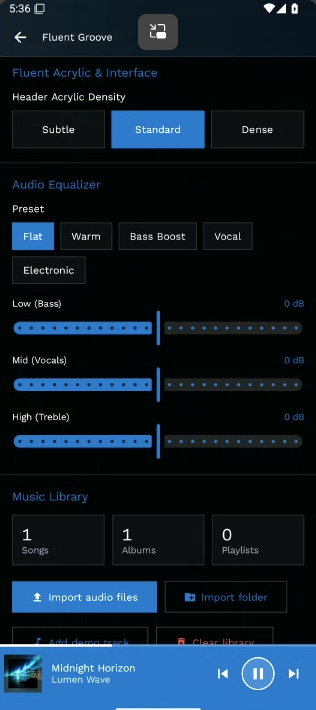 5:36
Fluent Groove
Fluent Acrylic & Interface
Header Acrylic Density
Subtle Standard Dense
Audio Equalizer
Preset
Flat Warm Bass Boost Vocal
Electronic
Low (Bass) 0 dB
Mid (Vocals) 0 dB
High (Treble) 0 dB
Music Library
1 1 0
Songs Albums Playlists
Import audio files Import folder
Add demo track Clear library
Midnight Horizon
Lumen Wave